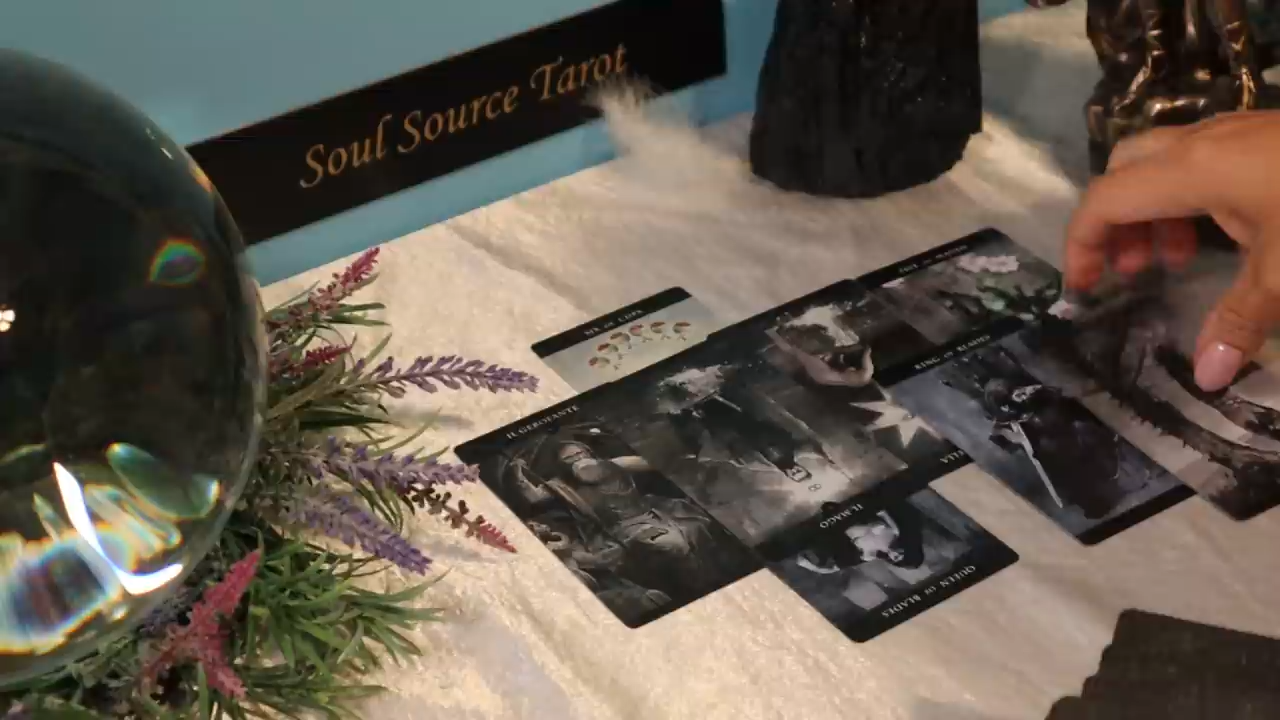 Soul Source Tarot
SIX OF CUPS
KING OF BLADES
IL GEROFANTE
IL MAGO
QUEEN OF BLADES